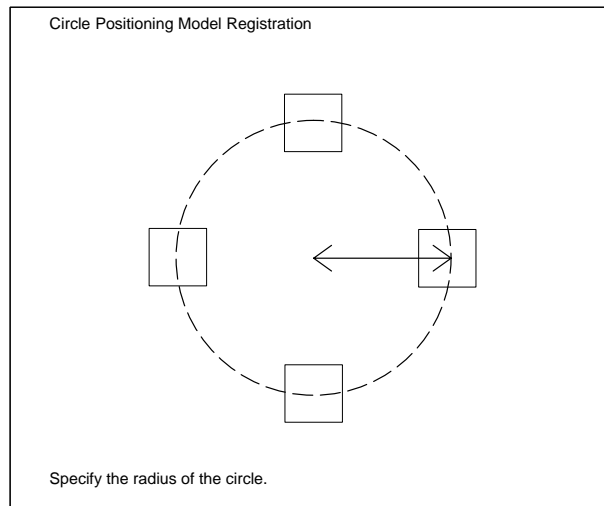 Circle Positioning Model Registration
Specify the radius of the circle.